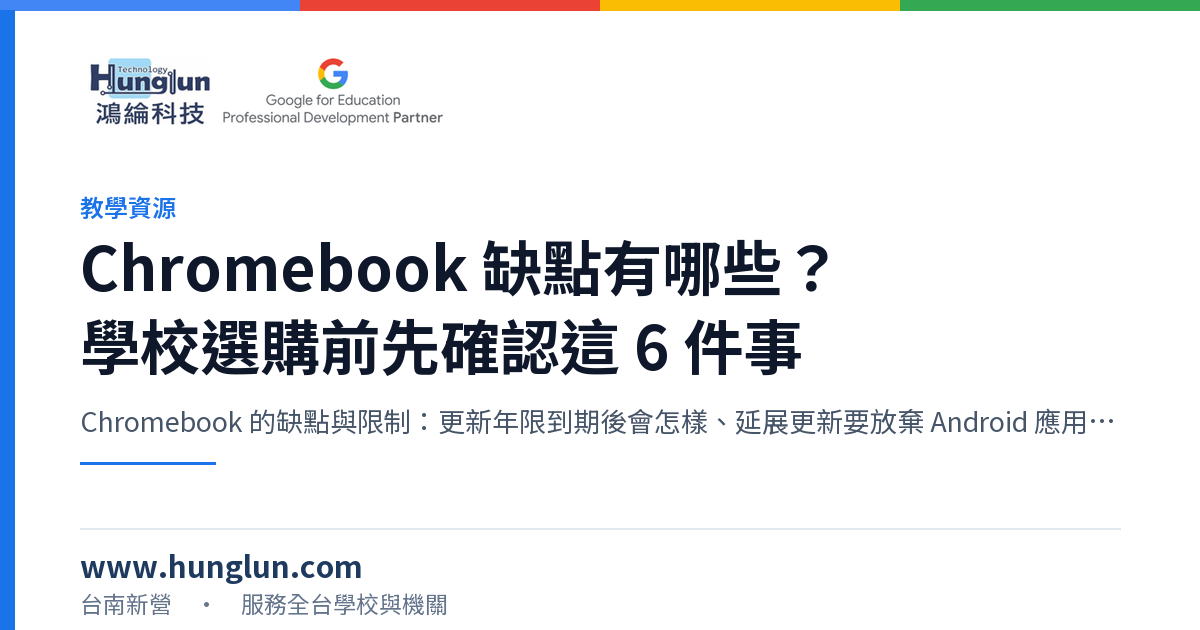 Technology
Hunglun
鴻綸科技
Google for Education
Professional Development Partner
教學資源
Chromebook 缺點有哪些？
學校選購前先確認這 6 件事
Chromebook 的缺點與限制：更新年限到期後會怎樣、延展更新要放棄 Android 應用…
www.hunglun.com
台南新營 • 服務全台學校與機關